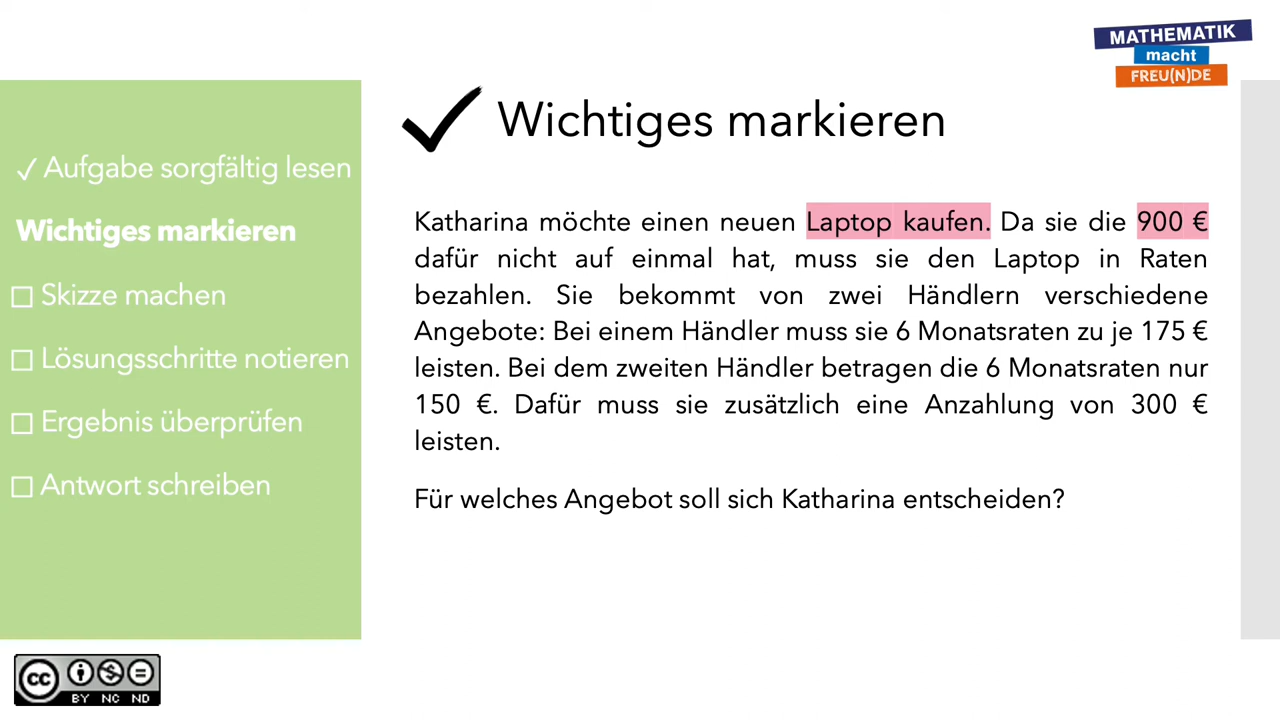 MATHEMATIK
macht
FREU(N)DE
✓ Aufgabe sorgfältig lesen
Wichtiges markieren
☐ Skizze machen
☐ Lösungsschritte notieren
☐ Ergebnis überprüfen
☐ Antwort schreiben
✓ Wichtiges markieren
Katharina möchte einen neuen Laptop kaufen. Da sie die 900 €
dafür nicht auf einmal hat, muss sie den Laptop in Raten
bezahlen. Sie bekommt von zwei Händlern verschiedene
Angebote: Bei einem Händler muss sie 6 Monatsraten zu je 175 €
leisten. Bei dem zweiten Händler betragen die 6 Monatsraten nur
150 €. Dafür muss sie zusätzlich eine Anzahlung von 300 €
leisten.
Für welches Angebot soll sich Katharina entscheiden?
cc
BY NC ND